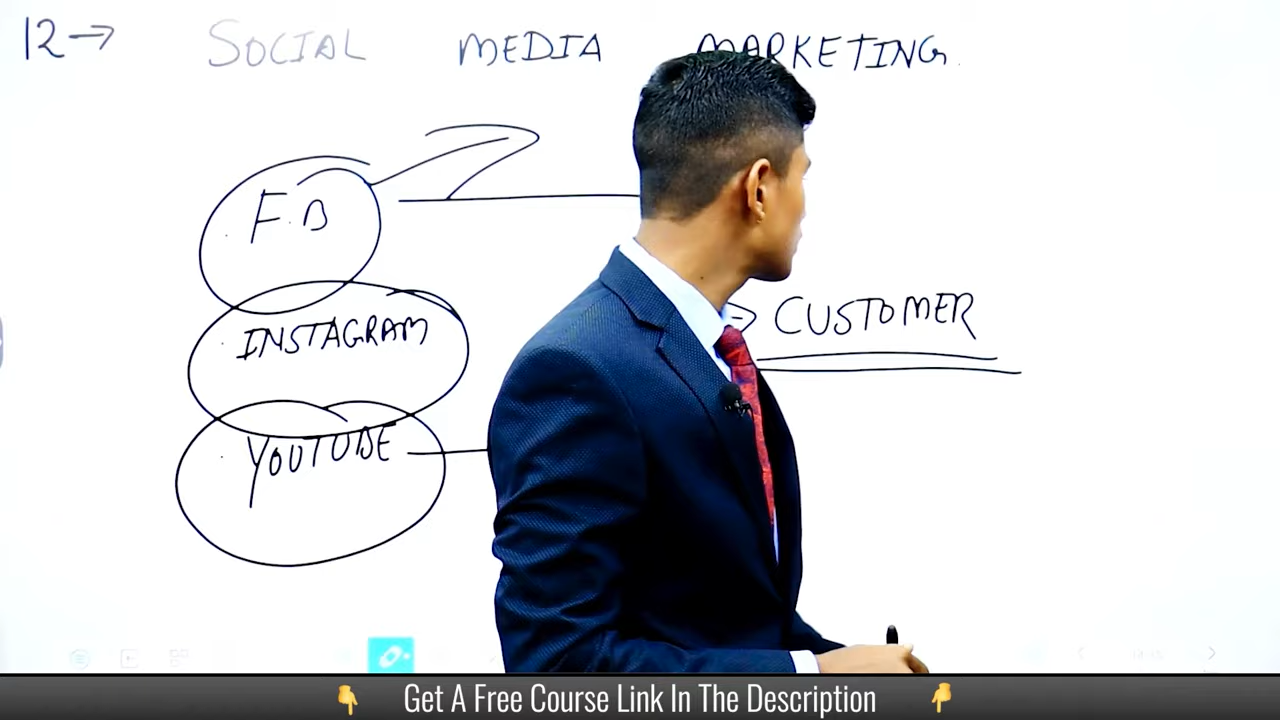 12→ SOCIAL MEDIA MARKETING.
F.B
→ CUSTOMER
INSTAGRAM
YOUTUBE
Get A Free Course Link In The Description